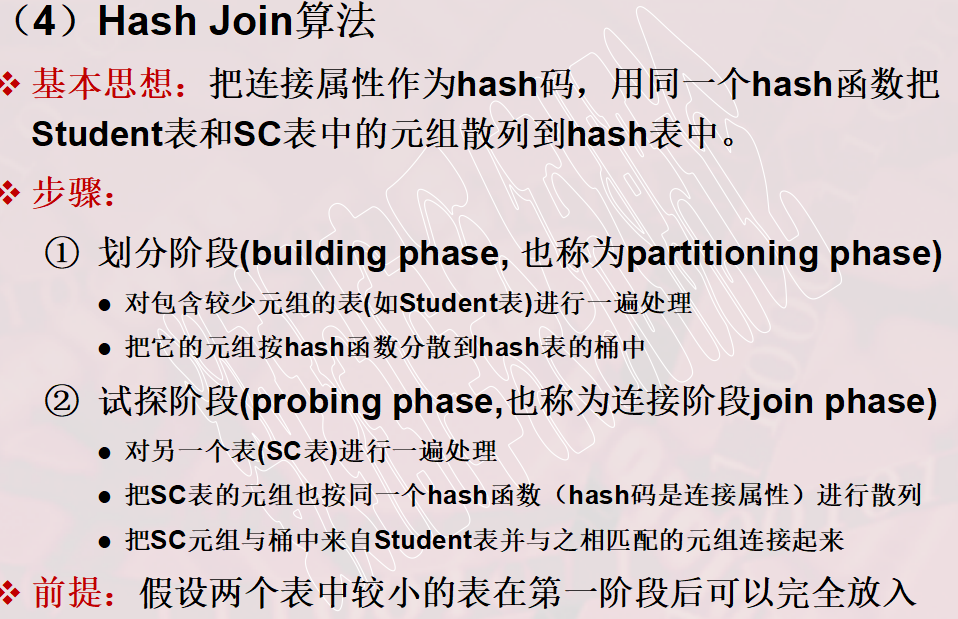 （4）Hash Join算法
基本思想：把连接属性作为hash码，用同一个hash函数把
Student表和SC表中的元组散列到hash表中。
步骤：
① 划分阶段(building phase, 也称为partitioning phase)
● 对包含较少元组的表(如Student表)进行一遍处理
● 把它的元组按hash函数分散到hash表的桶中
② 试探阶段(probing phase,也称为连接阶段join phase)
● 对另一个表(SC表)进行一遍处理
● 把SC表的元组也按同一个hash函数（hash码是连接属性）进行散列
● 把SC元组与桶中来自Student表并与之相匹配的元组连接起来
前提：假设两个表中较小的表在第一阶段后可以完全放入